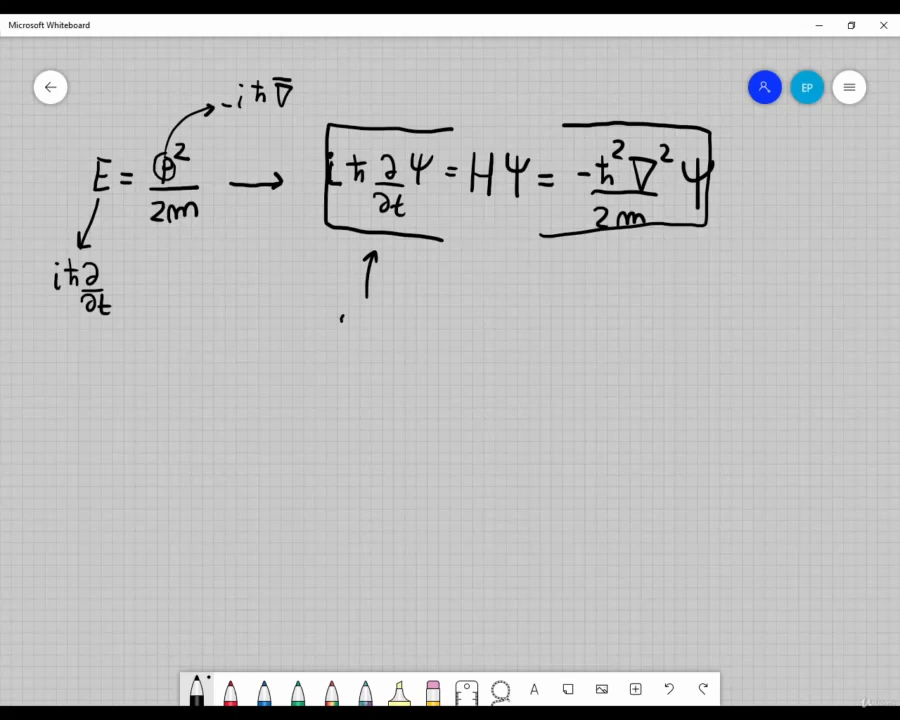 Microsoft Whiteboard
-iħ∇̄
EP
E = p²/2m → iħ ∂/∂t Ψ = HΨ = -ħ²∇²/2m Ψ
iħ ∂/∂t
A